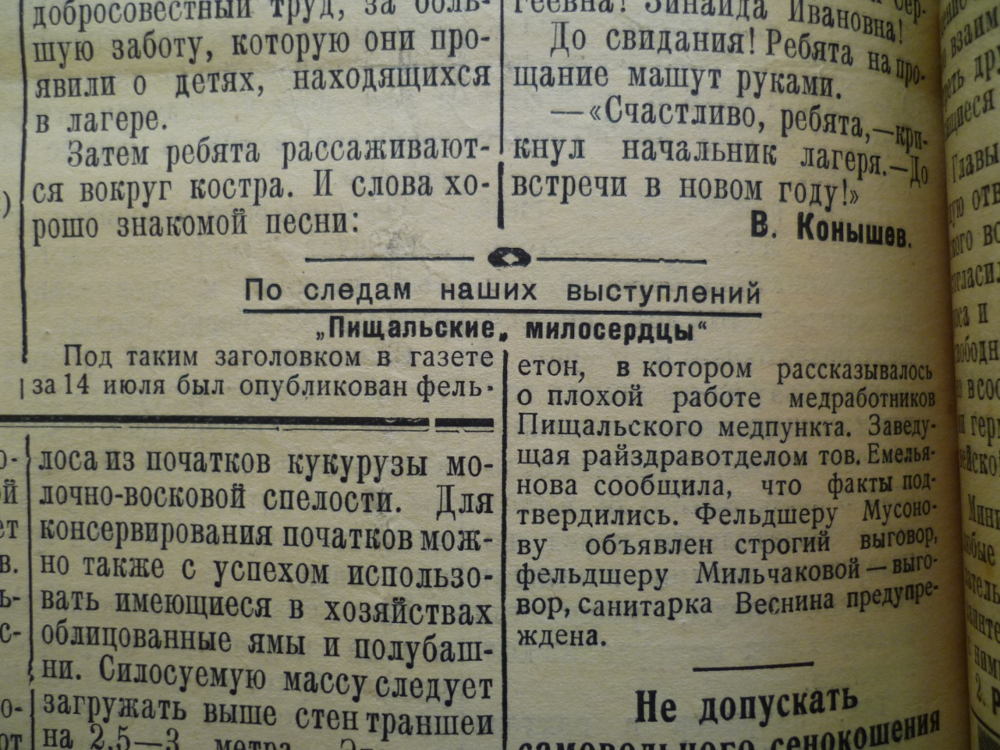 добросовестный труд, за боль-
шую заботу, которую они про-
явили о детях, находящихся
в лагере.
Затем ребята рассаживают-
ся вокруг костра. И слова хо-
рошо знакомой песни:
Зинаида Ивановна!
До свидания! Ребята на про-
щание машут руками.
—«Счастливо, ребята,—кри-
кнул начальник лагеря.—До
встречи в новом году!»
В. Конышев.
По следам наших выступлений
„Пищальские„ милосердцы“
Под таким заголовком в газете
за 14 июля был опубликован фель-
етон, в котором рассказывалось
о плохой работе медработников
Пищальского медпункта. Заведу-
щая райздравотделом тов. Емелья-
нова сообщила, что факты под-
твердились. Фельдшеру Мусоно-
ву объявлен строгий выговор,
фельдшеру Мильчаковой — выго-
вор, санитарка Веснина предупре-
ждена.
лоса из початков кукурузы мо-
лочно-восковой спелости. Для
консервирования початков мож-
но также с успехом использо-
вать имеющиеся в хозяйствах
облицованные ямы и полубаш-
ни. Силосуемую массу следует
загружать выше стен траншеи
на 2,5—3 метра.
Не допускать
самовольного сенокошения